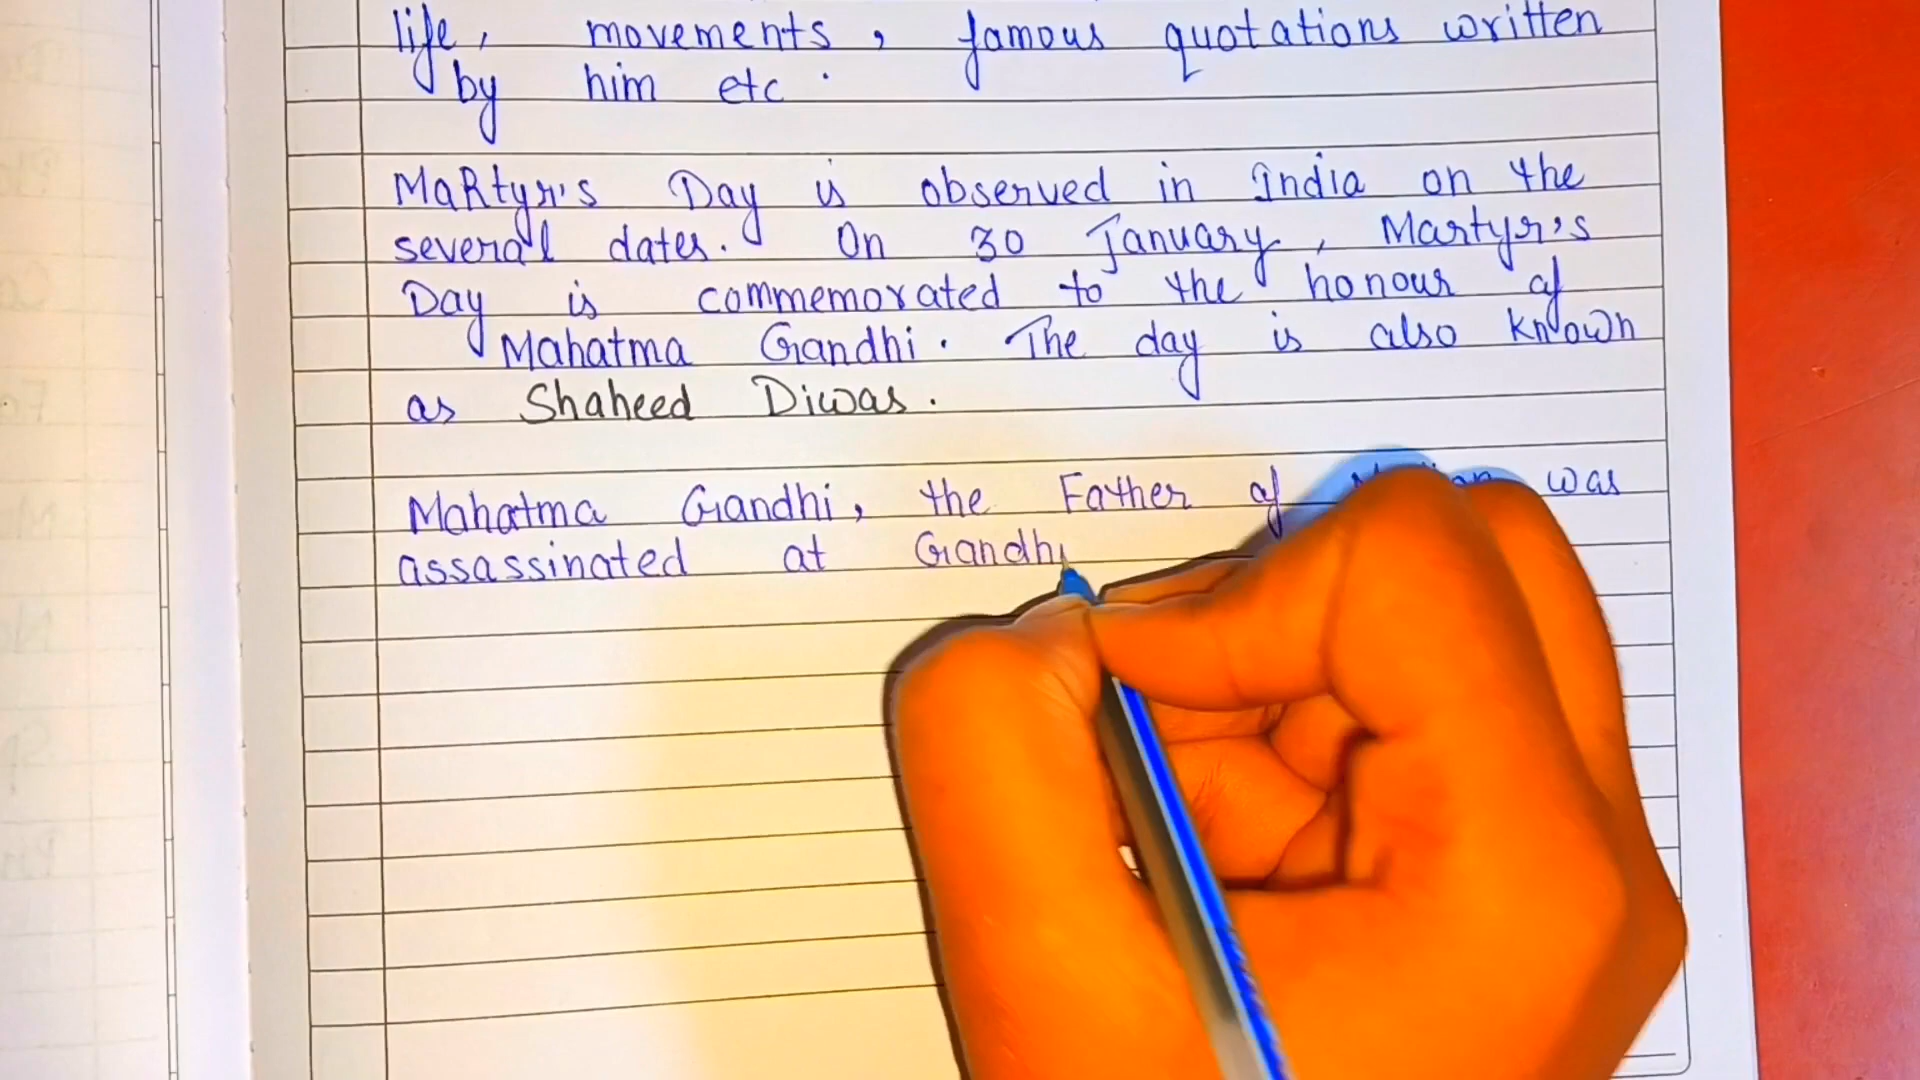 life, movements, famous quotations written
by him etc.
MaRtyr's Day is observed in India on the
several dates. On 30 January, Martyr's
Day is commemorated to the honour of
Mahatma Gandhi. The day is also known
as Shaheed Diwas.
Mahatma Gandhi, the Father of was
assassinated at Gandhi